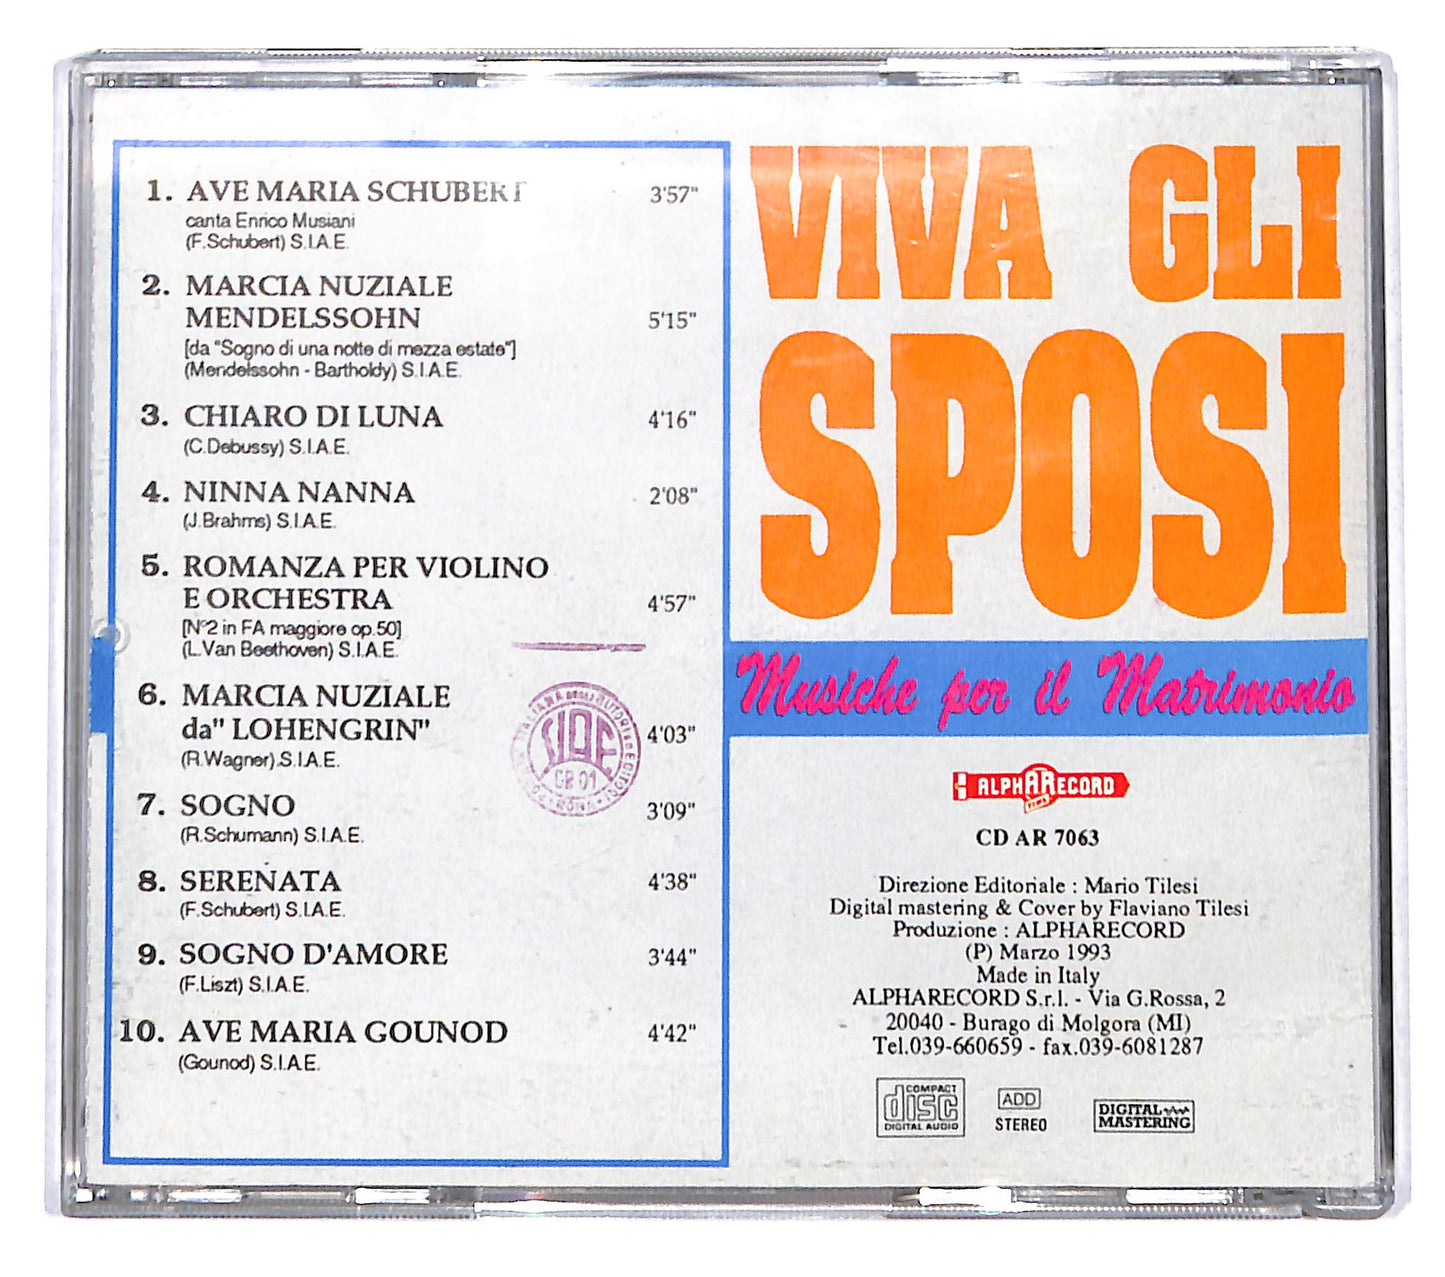 1. AVE MARIA SCHUBERT 3'57"
canta Enrico Musiani
(F.Schubert) S.I.A.E.
2. MARCIA NUZIALE
MENDELSSOHN 5'15"
[da "Sogno di una notte di mezza estate"]
(Mendelssohn - Bartholdy) S.I.A.E.
3. CHIARO DI LUNA 4'16"
(C.Debussy) S.I.A.E.
4. NINNA NANNA 2'08"
(J.Brahms) S.I.A.E.
5. ROMANZA PER VIOLINO
E ORCHESTRA 4'57"
[N°2 in FA maggiore op.50]
(L.Van Beethoven) S.I.A.E.
6. MARCIA NUZIALE
da" LOHENGRIN" 4'03"
(R.Wagner).S.I.A.E.
7. SOGNO 3'09"
(R.Schumann) S.I.A.E.
8. SERENATA 4'38"
(F.Schubert) S.I.A.E.
9. SOGNO D'AMORE 3'44"
(F.Liszt) S.I.A.E.
10. AVE MARIA GOUNOD 4'42"
(Gounod) S.I.A.E.
SIAE
VIVA GLI
SPOSI
Musiche per il Matrimonio
ALPHARECORD
CD AR 7063
Direzione Editoriale : Mario Tilesi
Digital mastering & Cover by Flaviano Tilesi
Produzione : ALPHARECORD
(P) Marzo 1993
Made in Italy
ALPHARECORD S.r.l. - Via G.Rossa, 2
20040 - Burago di Molgora (MI)
Tel.039-660659 - fax.039-6081287
COMPACT
disc
DIGITAL AUDIO
ADD
STEREO
DIGITAL
MASTERING